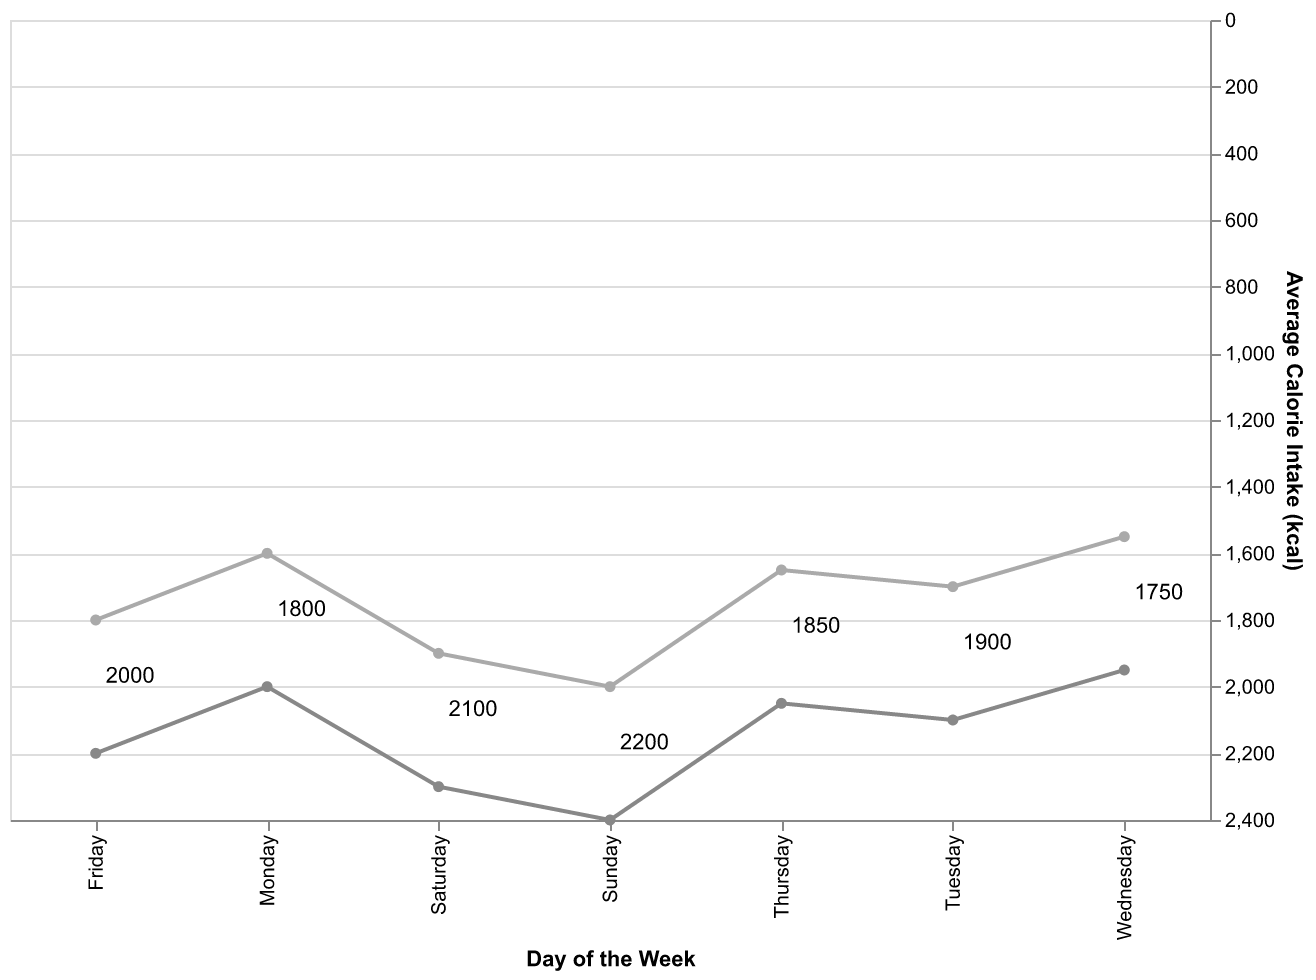 0
200
400
600
800
1,000
1,200
1,400
1,600
1,800
2,000
2,200
2,400
Average Calorie Intake (kcal)
1800
1750
1850
1900
2000
2100
2200
Friday
Monday
Saturday
Sunday
Thursday
Tuesday
Wednesday
Day of the Week